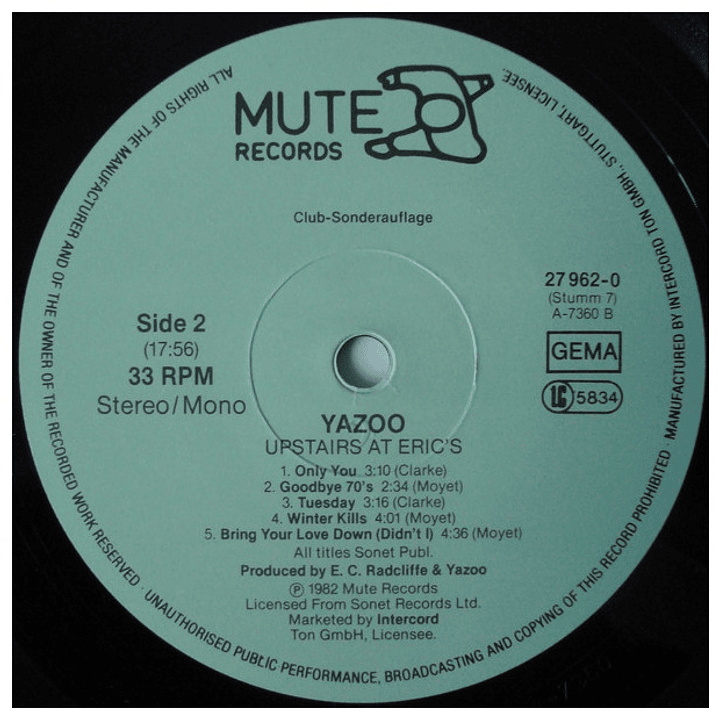 MUTE
RECORDS
Club-Sonderauflage
27 962-0
(Stumm 7)
A-7360 B
GEMA
LC 5834
Side 2
(17:56)
33 RPM
Stereo/Mono
YAZOO
UPSTAIRS AT ERIC'S
1. Only You 3:10 (Clarke)
2. Goodbye 70's 2:34 (Moyet)
3. Tuesday 3:16 (Clarke)
4. Winter Kills 4:01 (Moyet)
5. Bring Your Love Down (Didn't I) 4:36 (Moyet)
All titles Sonet Publ.
Produced by E. C. Radcliffe & Yazoo
Ⓟ 1982 Mute Records
Licensed From Sonet Records Ltd.
Marketed by Intercord
Ton GmbH, Licensee.
ALL RIGHTS OF THE MANUFACTURER AND OF THE OWNER OF THE RECORDED WORK RESERVED · UNAUTHORISED PUBLIC PERFORMANCE, BROADCASTING AND COPYING OF THIS RECORD PROHIBITED · MANUFACTURED BY INTERCORD TON GMBH., STUTTGART, LICENSEE.